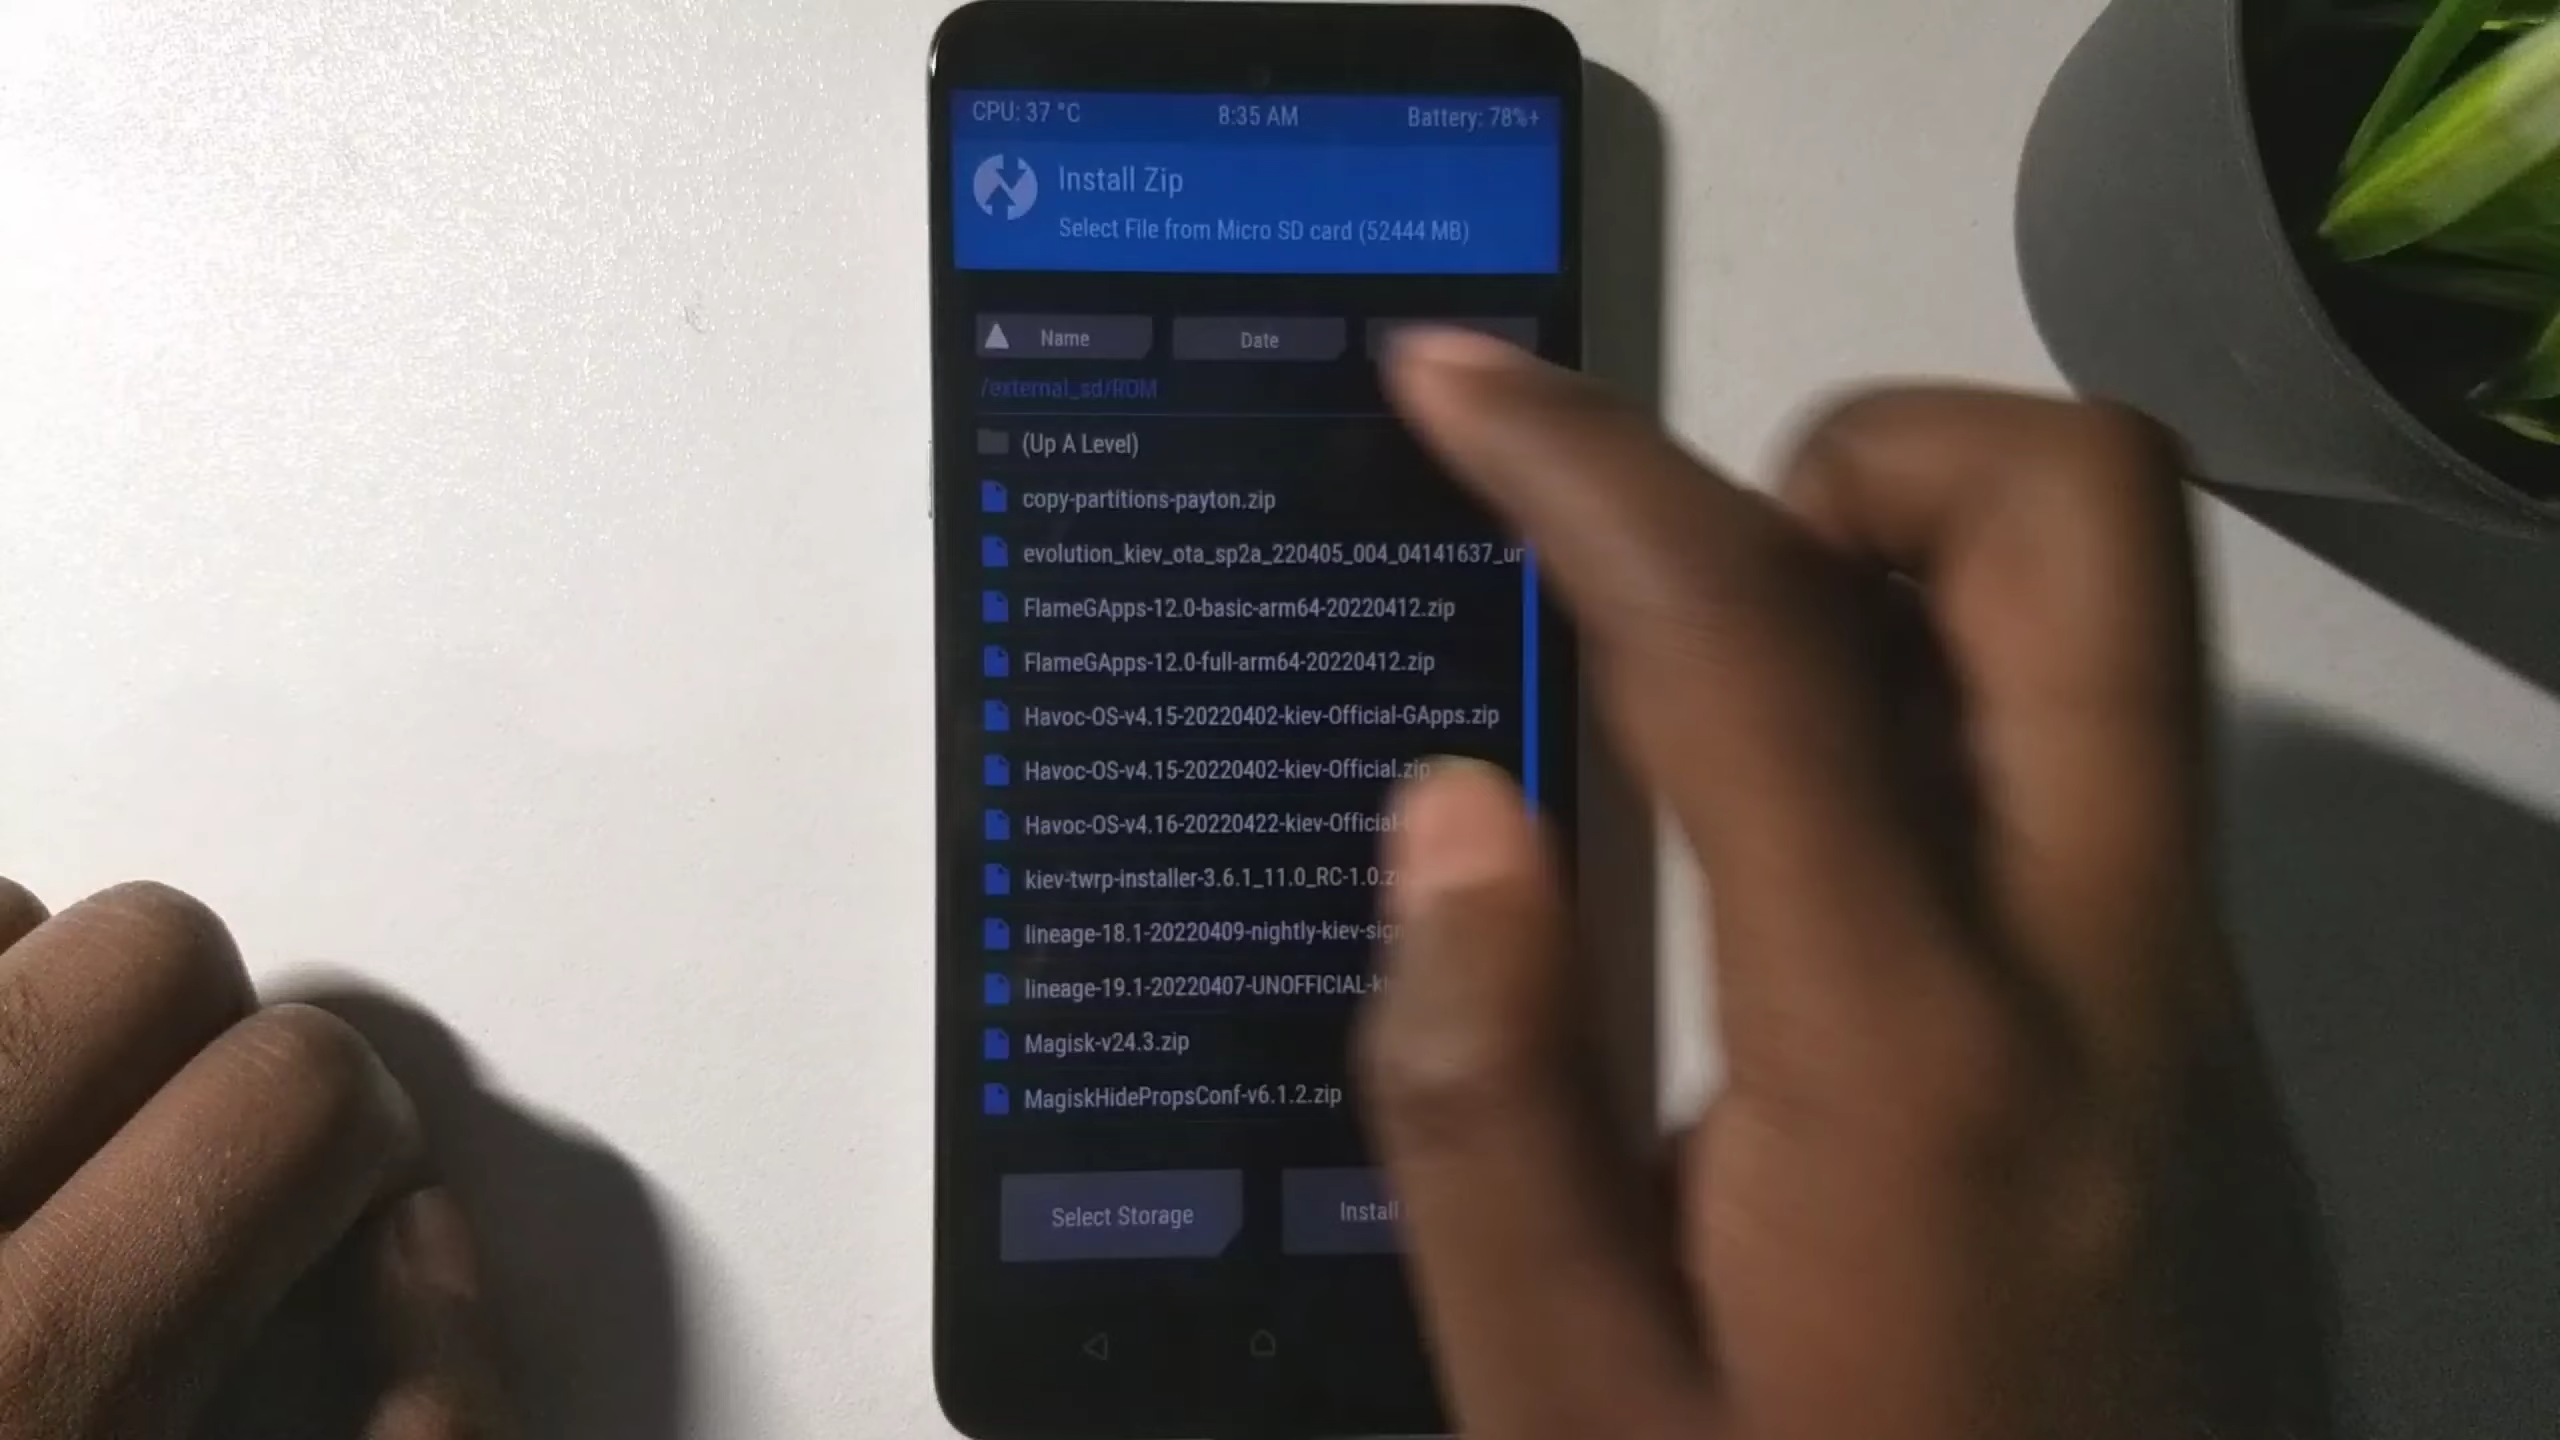 CPU: 37 °C 8:35 AM Battery: 78%+
Install Zip
Select File from Micro SD card (52444 MB)
Name Date
/external_sd/ROM
(Up A Level)
copy-partitions-payton.zip
evolution_kiev_ota_sp2a_220405_004_04141637_ur
FlameGApps-12.0-basic-arm64-20220412.zip
FlameGApps-12.0-full-arm64-20220412.zip
Havoc-OS-v4.15-20220402-kiev-Official-GApps.zip
Havoc-OS-v4.15-20220402-kiev-Official.zip
Havoc-OS-v4.16-20220422-kiev-Official-
kiev-twrp-installer-3.6.1_11.0_RC-1.0.z
lineage-18.1-20220409-nightly-kiev-sig
lineage-19.1-20220407-UNOFFICIAL-k
Magisk-v24.3.zip
MagiskHidePropsConf-v6.1.2.zip
Select Storage Install